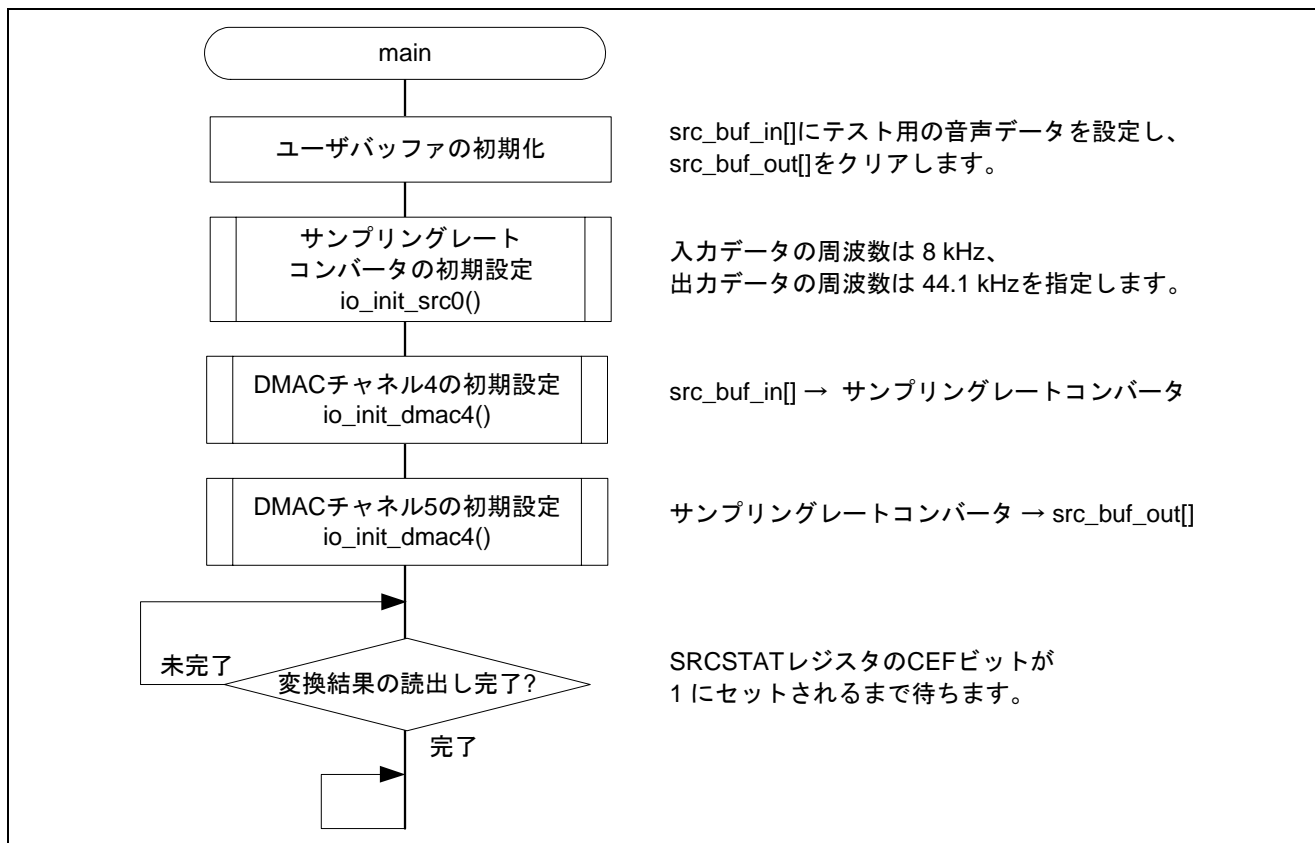 main
ユーザバッファの初期化
src_buf_in[]にテスト用の音声データを設定し、
src_buf_out[]をクリアします。
サンプリングレート
コンバータの初期設定
io_init_src0()
入力データの周波数は 8 kHz、
出力データの周波数は 44.1 kHzを指定します。
DMACチャネル4の初期設定
io_init_dmac4()
src_buf_in[] → サンプリングレートコンバータ
DMACチャネル5の初期設定
io_init_dmac4()
サンプリングレートコンバータ → src_buf_out[]
未完了
変換結果の読出し完了?
SRCSTATレジスタのCEFビットが
1 にセットされるまで待ちます。
完了